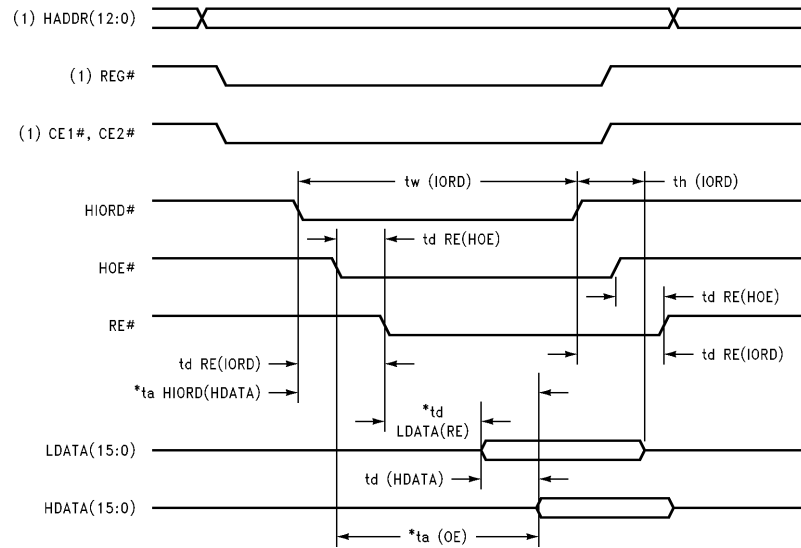 (1) HADDR(12:0)
(1) REG#
(1) CE1#, CE2#
tw (IORD)
th (IORD)
HIORD#
td RE(HOE)
HOE#
td RE(HOE)
RE#
td RE(IORD)
td RE(IORD)
*ta HIORD(HDATA)
*td
LDATA(RE)
LDATA(15:0)
td (HDATA)
HDATA(15:0)
*ta (OE)